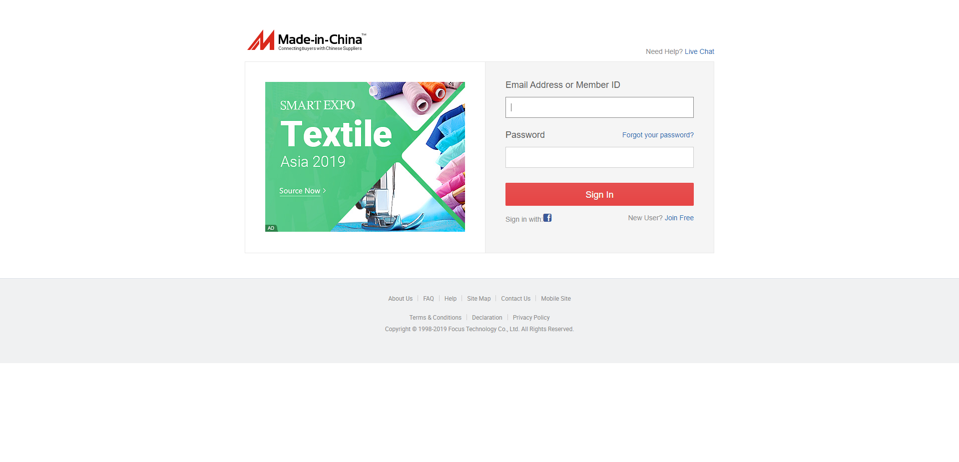 Made-in-China™
Connecting Buyers with Chinese Suppliers
Need Help? Live Chat
SMART EXPO
Textile
Asia 2019
Source Now >
AD
Email Address or Member ID
Password
Forgot your password?
Sign In
Sign in with
New User? Join Free
About Us | FAQ | Help | Site Map | Contact Us | Mobile Site
Terms & Conditions | Declaration | Privacy Policy
Copyright © 1998-2019 Focus Technology Co., Ltd. All Rights Reserved.